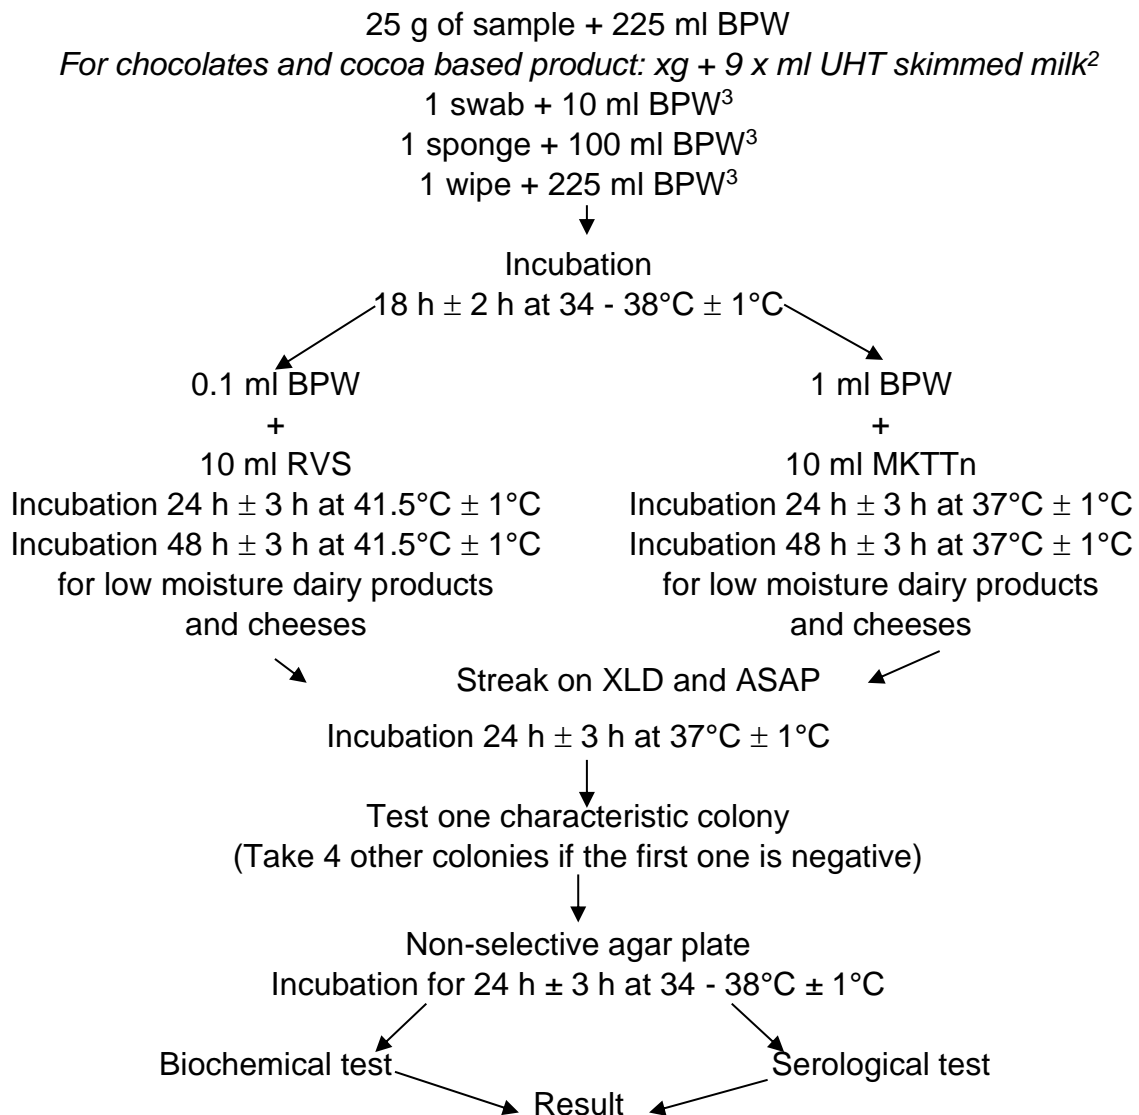 25 g of sample + 225 ml BPW
For chocolates and cocoa based product: xg + 9 x ml UHT skimmed milk²
1 swab + 10 ml BPW³
1 sponge + 100 ml BPW³
1 wipe + 225 ml BPW³
Incubation
18 h ± 2 h at 34 - 38°C ± 1°C
0.1 ml BPW
+
10 ml RVS
Incubation 24 h ± 3 h at 41.5°C ± 1°C
Incubation 48 h ± 3 h at 41.5°C ± 1°C
for low moisture dairy products
and cheeses
1 ml BPW
+
10 ml MKTTn
Incubation 24 h ± 3 h at 37°C ± 1°C
Incubation 48 h ± 3 h at 37°C ± 1°C
for low moisture dairy products
and cheeses
Streak on XLD and ASAP
Incubation 24 h ± 3 h at 37°C ± 1°C
Test one characteristic colony
(Take 4 other colonies if the first one is negative)
Non-selective agar plate
Incubation for 24 h ± 3 h at 34 - 38°C ± 1°C
Biochemical test
Serological test
Result